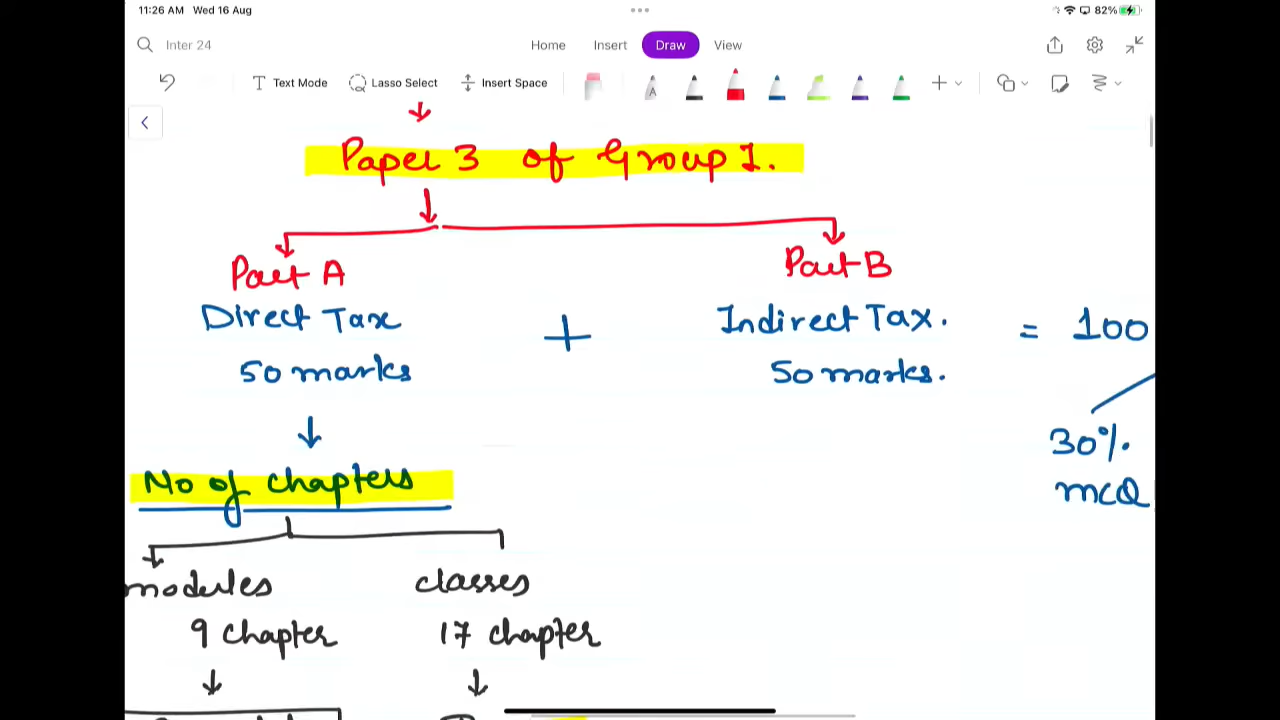 11:26 AM Wed 16 Aug
82%
Inter 24
Home Insert Draw View
Text Mode Lasso Select Insert Space
Paper 3 of Group 1.
Part A
Part B
Direct Tax + Indirect Tax. = 100
50 marks
50 marks.
30%.
MCQ
No of chapters
modules classes
9 chapter 17 chapter